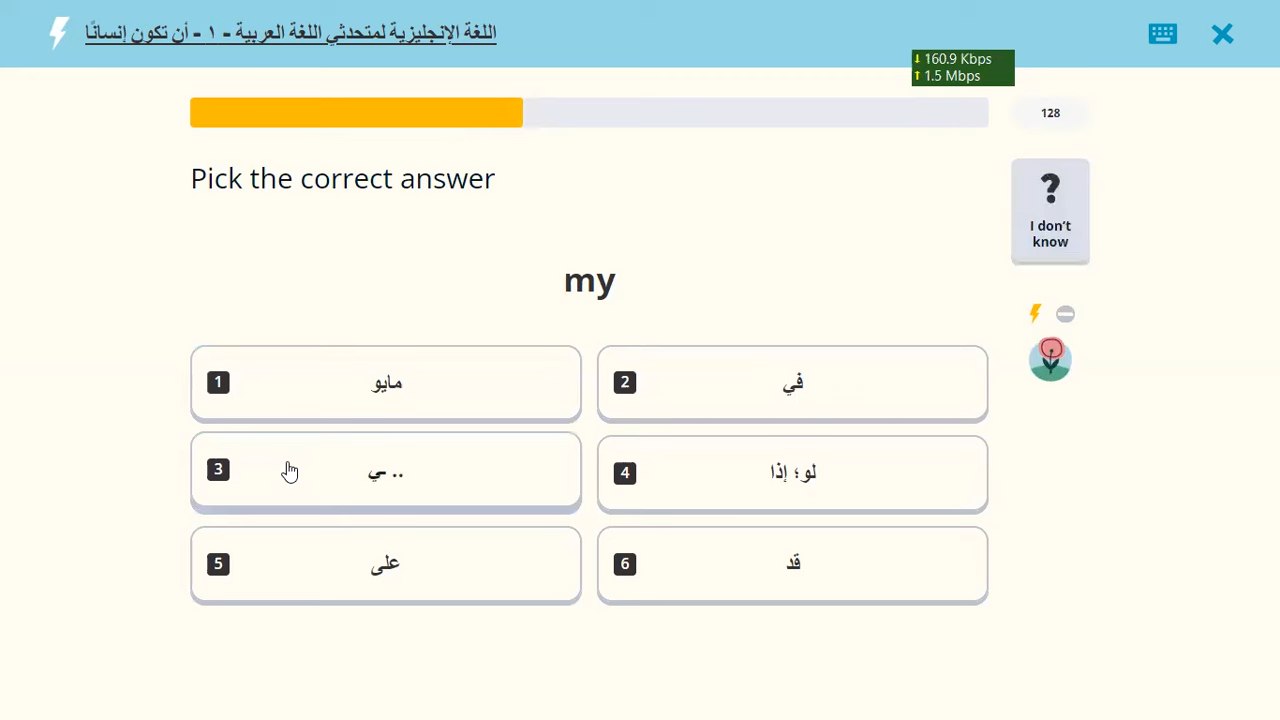 اللغة الإنجليزية لمتحدثي اللغة العربية - ١ - أن تكون إنسانًا
160.9 Kbps
1.5 Mbps
128
Pick the correct answer
? I don't know
my
1 مايو
2 في
3 .. ـي
4 لو؛ إذا
5 على
6 قد